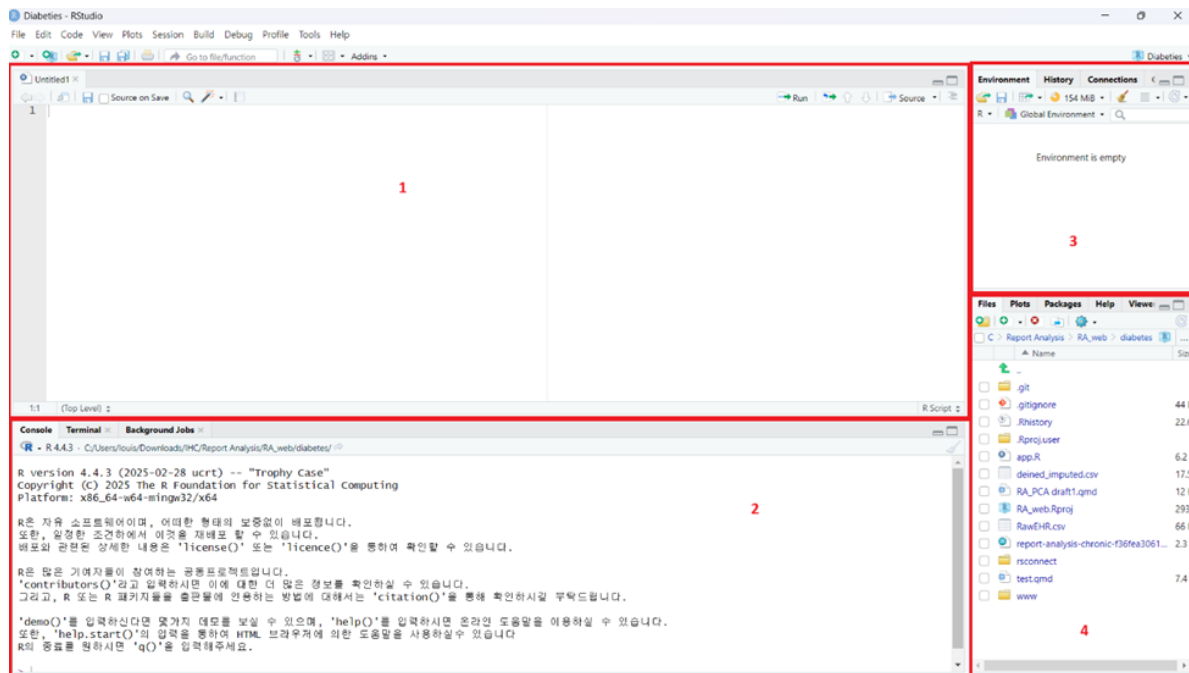 Diabeties - RStudio
File Edit Code View Plots Session Build Debug Profile Tools Help
Go to file/function Addins Diabeties
Untitled1
Source on Save Run Source
1
1
1:1 (Top Level) R Script
Console Terminal Background Jobs
R 4.4.3 · C:/Users/louis/Downloads/IHC/Report Analysis/RA_web/diabetes/
R version 4.4.3 (2025-02-28 ucrt) -- "Trophy Case"
Copyright (C) 2025 The R Foundation for Statistical Computing
Platform: x86_64-w64-mingw32/x64
R은 자유 소프트웨어이며, 어떠한 형태의 보증없이 배포됩니다.
또한, 일정한 조건하에서 이것을 재배포 할 수 있습니다.
배포와 관련된 상세한 내용은 'license()' 또는 'licence()'을 통하여 확인할 수 있습니다.
R은 많은 기여자들이 참여하는 공동프로젝트입니다.
'contributors()'라고 입력하시면 이에 대한 더 많은 정보를 확인하실 수 있습니다.
그리고, R 또는 R 패키지들을 출판물에 인용하는 방법에 대해서는 'citation()'을 통해 확인하시길 부탁드립니다.
'demo()'를 입력하신다면 몇가지 데모를 보실 수 있으며, 'help()'를 입력하시면 온라인 도움말을 이용하실 수 있습니다.
또한, 'help.start()'의 입력을 통하여 HTML 브라우저에 의한 도움말을 사용하실수 있습니다
R의 종료를 원하시면 'q()'을 입력해주세요.
>
2
Environment History Connections
154 MiB
R Global Environment
Environment is empty
3
Files Plots Packages Help Viewe
C > Report Analysis > RA_web > diabetes ...
Name
..
.git
.gitignore 44
.Rhistory 22.
.Rproj.user
app.R 6.2
deined_imputed.csv 17.
RA_PCA draft1.qmd 12
RA_web.Rproj 293
RawEHR.csv 66
report-analysis-chronic-f36fea3061... 2.3
rsconnect
test.qmd 7.4
www
4